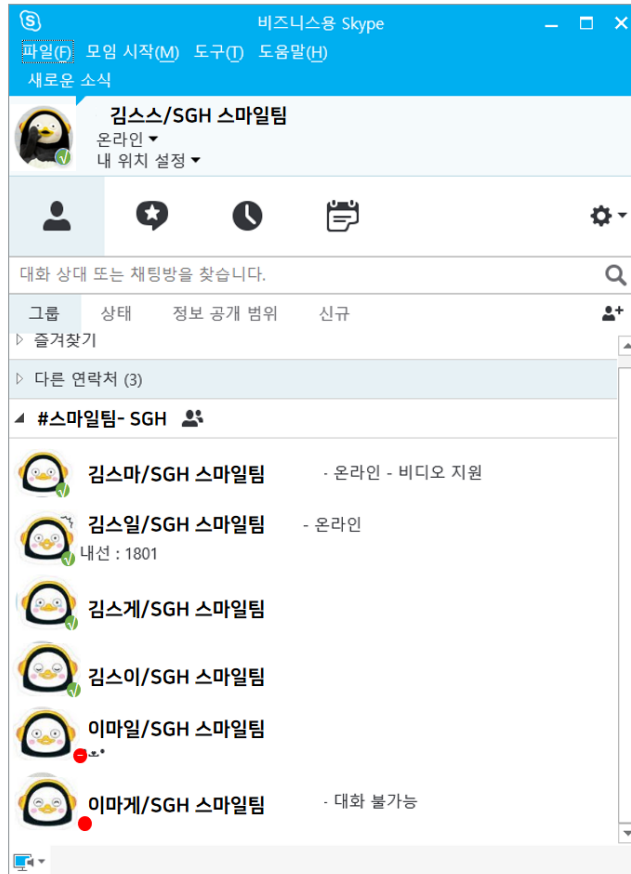 비즈니스용 Skype
파일(F) 모임 시작(M) 도구(T) 도움말(H)
새로운 소식
김스스/SGH 스마일팀
온라인
내 위치 설정
대화 상대 또는 채팅방을 찾습니다.
그룹 상태 정보 공개 범위 신규
즐겨찾기
다른 연락처 (3)
#스마일팀- SGH
김스마/SGH 스마일팀 - 온라인 - 비디오 지원
김스일/SGH 스마일팀 - 온라인
내선 : 1801
김스게/SGH 스마일팀
김스이/SGH 스마일팀
이마일/SGH 스마일팀
이마게/SGH 스마일팀 - 대화 불가능